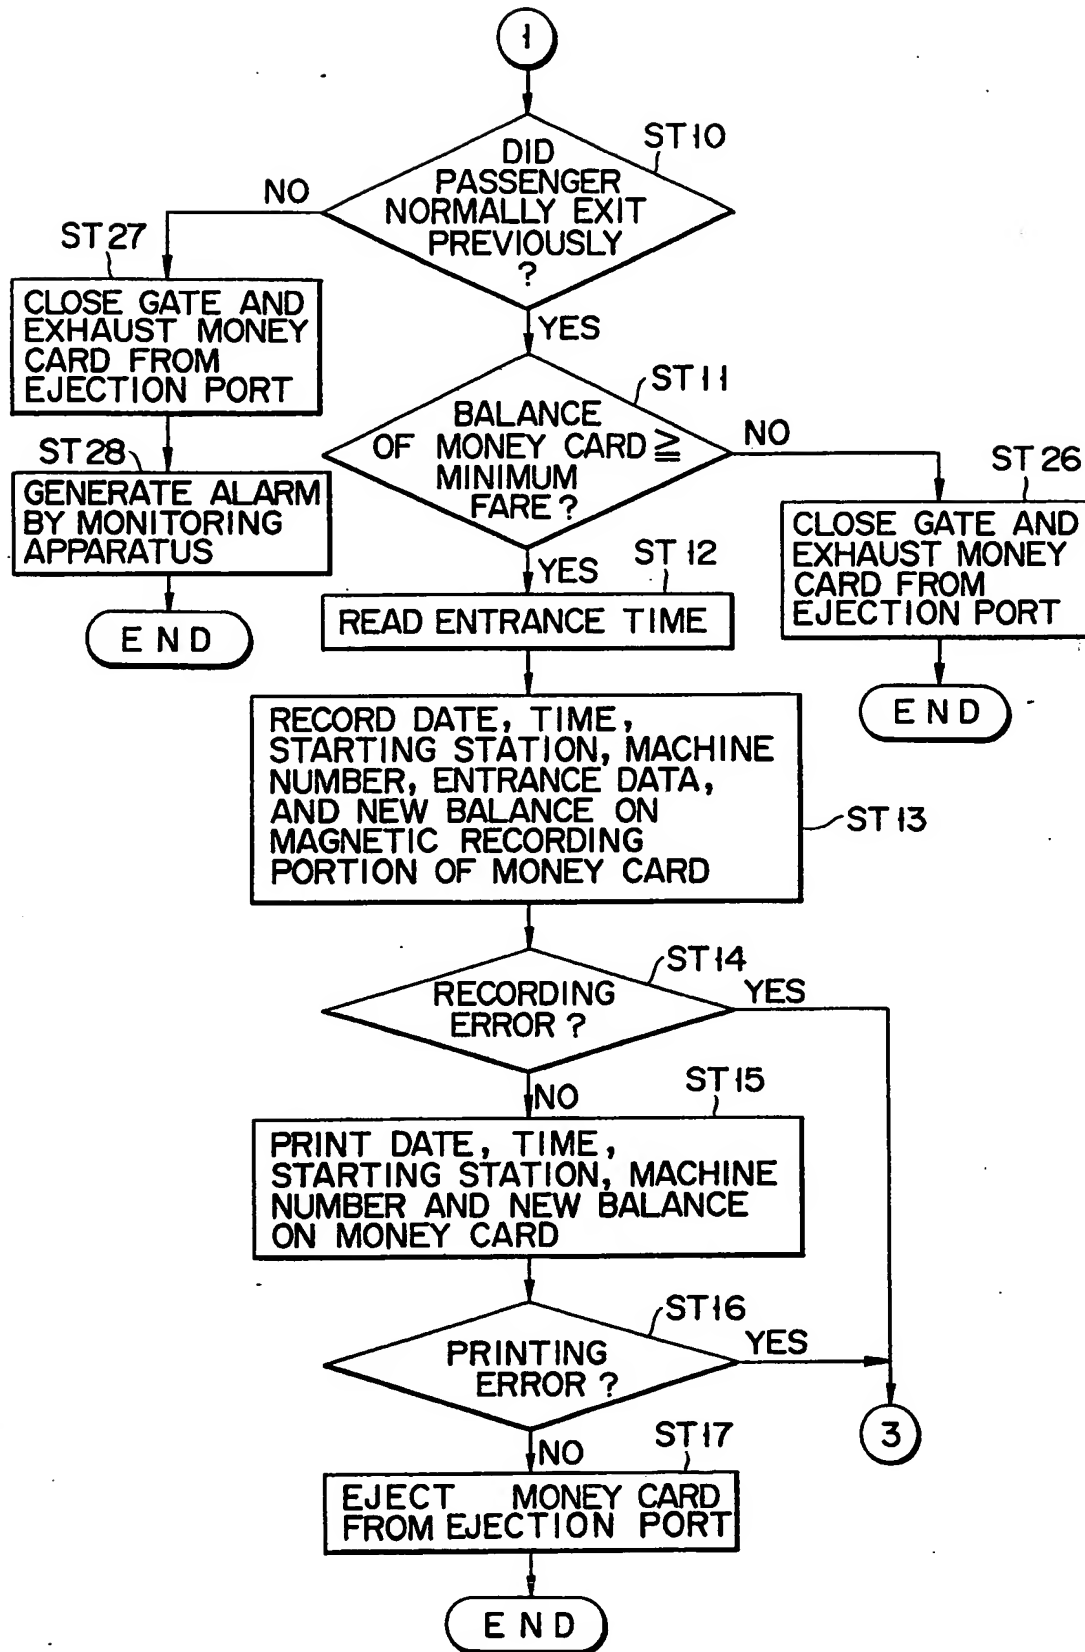 1
ST10
DID
PASSENGER
NORMALLY EXIT
PREVIOUSLY
?
NO
YES
ST27
CLOSE GATE AND
EXHAUST MONEY
CARD FROM
EJECTION PORT
ST28
GENERATE ALARM
BY MONITORING
APPARATUS
END
ST11
BALANCE
OF MONEY CARD ≧
MINIMUM
FARE?
NO
YES
ST26
CLOSE GATE AND
EXHAUST MONEY
CARD FROM
EJECTION PORT
END
ST12
READ ENTRANCE TIME
RECORD DATE, TIME,
STARTING STATION, MACHINE
NUMBER, ENTRANCE DATA,
AND NEW BALANCE ON
MAGNETIC RECORDING
PORTION OF MONEY CARD
ST13
ST14
RECORDING
ERROR?
YES
NO
ST15
PRINT DATE, TIME,
STARTING STATION, MACHINE
NUMBER AND NEW BALANCE
ON MONEY CARD
ST16
PRINTING
ERROR?
YES
3
NO
ST17
EJECT MONEY CARD
FROM EJECTION PORT
END